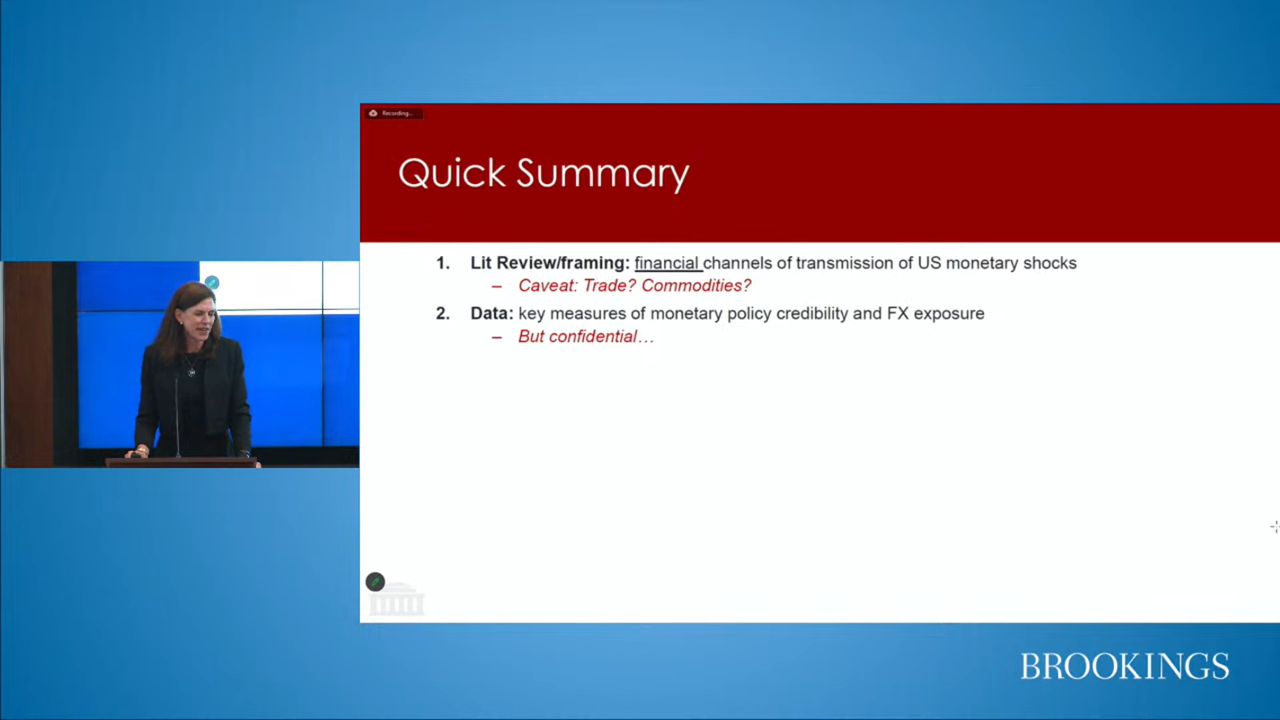 Recording...
Quick Summary
1. Lit Review/framing: financial channels of transmission of US monetary shocks
– Caveat: Trade? Commodities?
2. Data: key measures of monetary policy credibility and FX exposure
– But confidential…
BROOKINGS